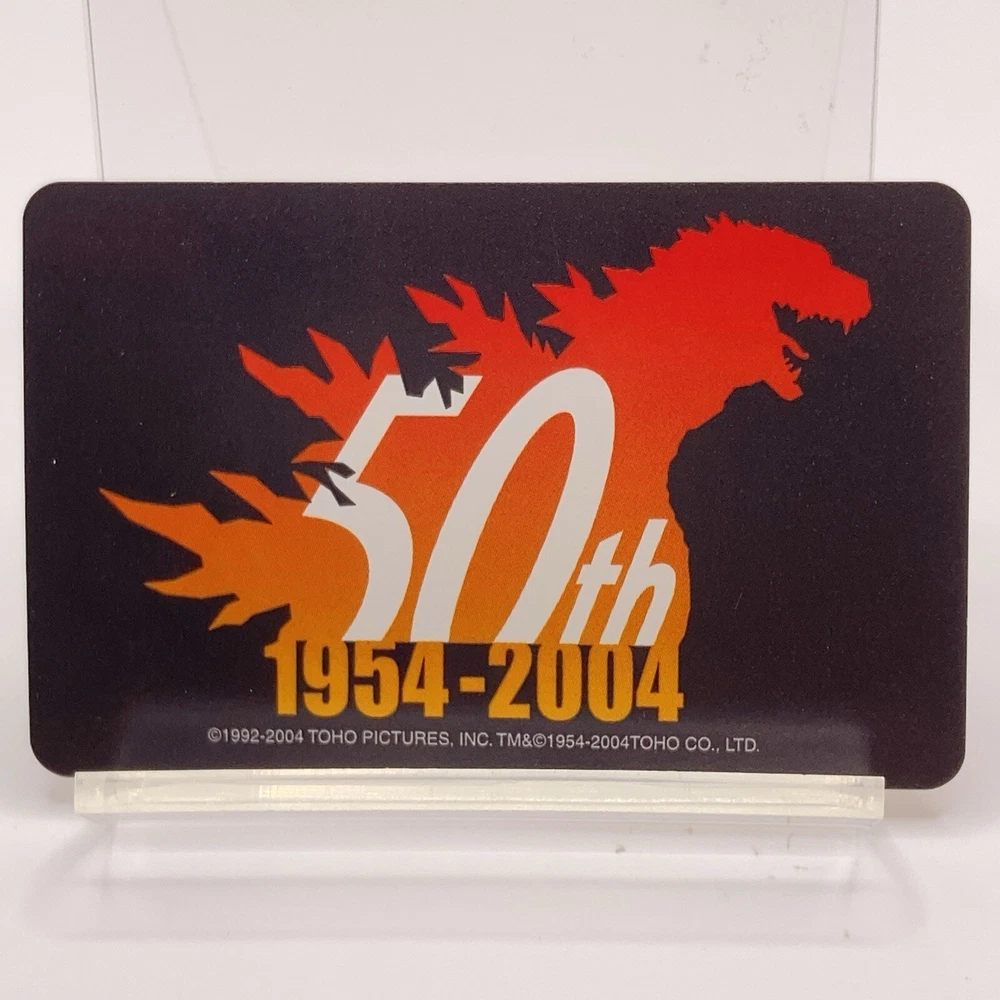 50th
1954-2004
©1992-2004 TOHO PICTURES, INC. TM&©1954-2004TOHO CO., LTD.